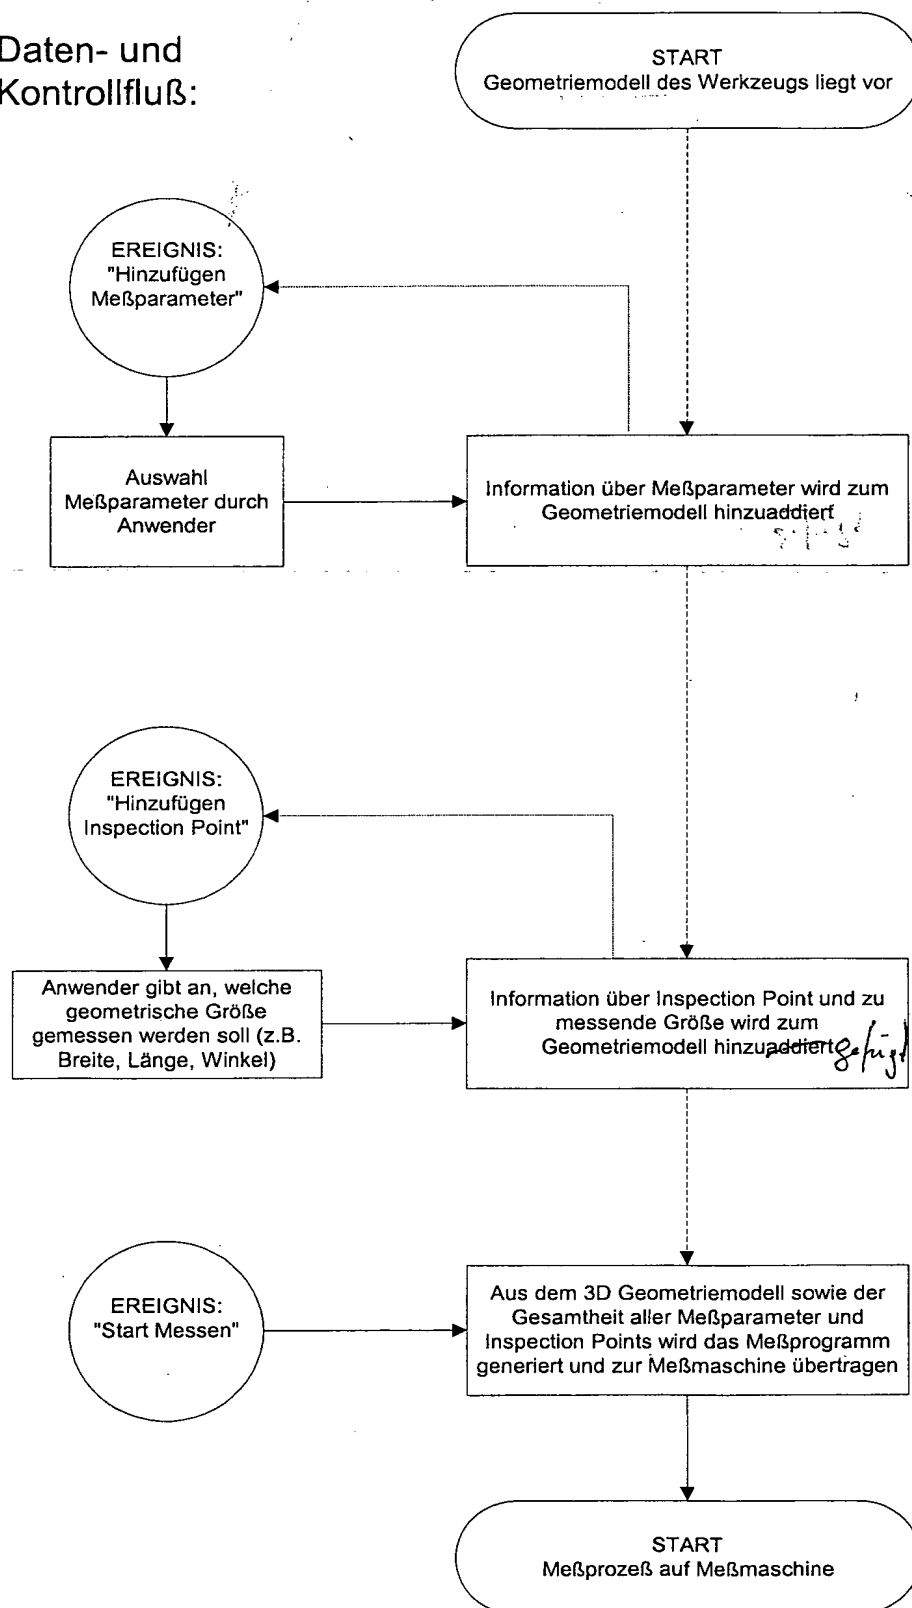 Daten- und
Kontrollfluß:
START
Geometriemodell des Werkzeugs liegt vor
EREIGNIS:
"Hinzufügen
Meßparameter"
Auswahl
Meßparameter durch
Anwender
Information über Meßparameter wird zum
Geometriemodell hinzuaddiert
EREIGNIS:
"Hinzufügen
Inspection Point"
Anwender gibt an, welche
geometrische Größe
gemessen werden soll (z.B.
Breite, Länge, Winkel)
Information über Inspection Point und zu
messende Größe wird zum
Geometriemodell hinzuaddiert gefügt
EREIGNIS:
"Start Messen"
Aus dem 3D Geometriemodell sowie der
Gesamtheit aller Meßparameter und
Inspection Points wird das Meßprogramm
generiert und zur Meßmaschine übertragen
START
Meßprozeß auf Meßmaschine